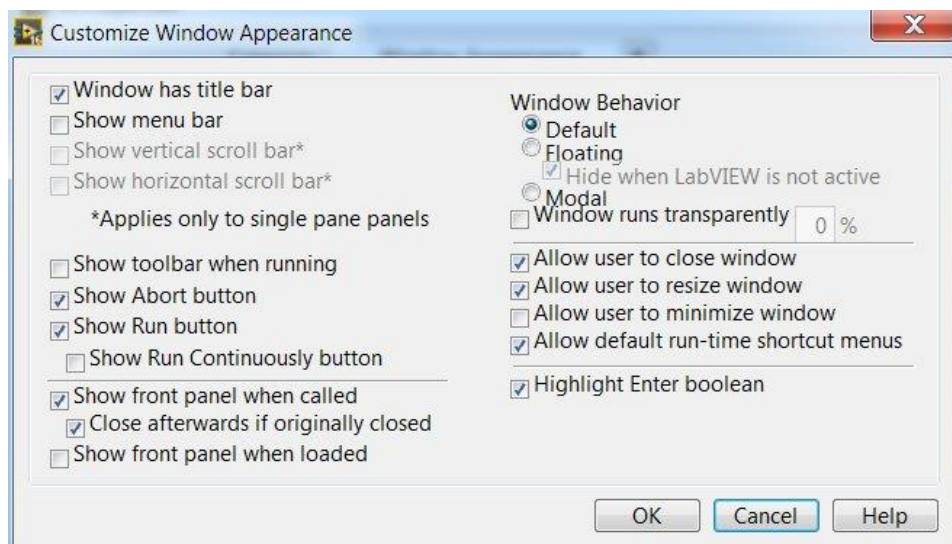 Customize Window Appearance
Window has title bar
Show menu bar
Show vertical scroll bar*
Show horizontal scroll bar*
*Applies only to single pane panels
Show toolbar when running
Show Abort button
Show Run button
Show Run Continuously button
Show front panel when called
Close afterwards if originally closed
Show front panel when loaded
Window Behavior
Default
Floating
Hide when LabVIEW is not active
Modal
Window runs transparently 0 %
Allow user to close window
Allow user to resize window
Allow user to minimize window
Allow default run-time shortcut menus
Highlight Enter boolean
OK Cancel Help